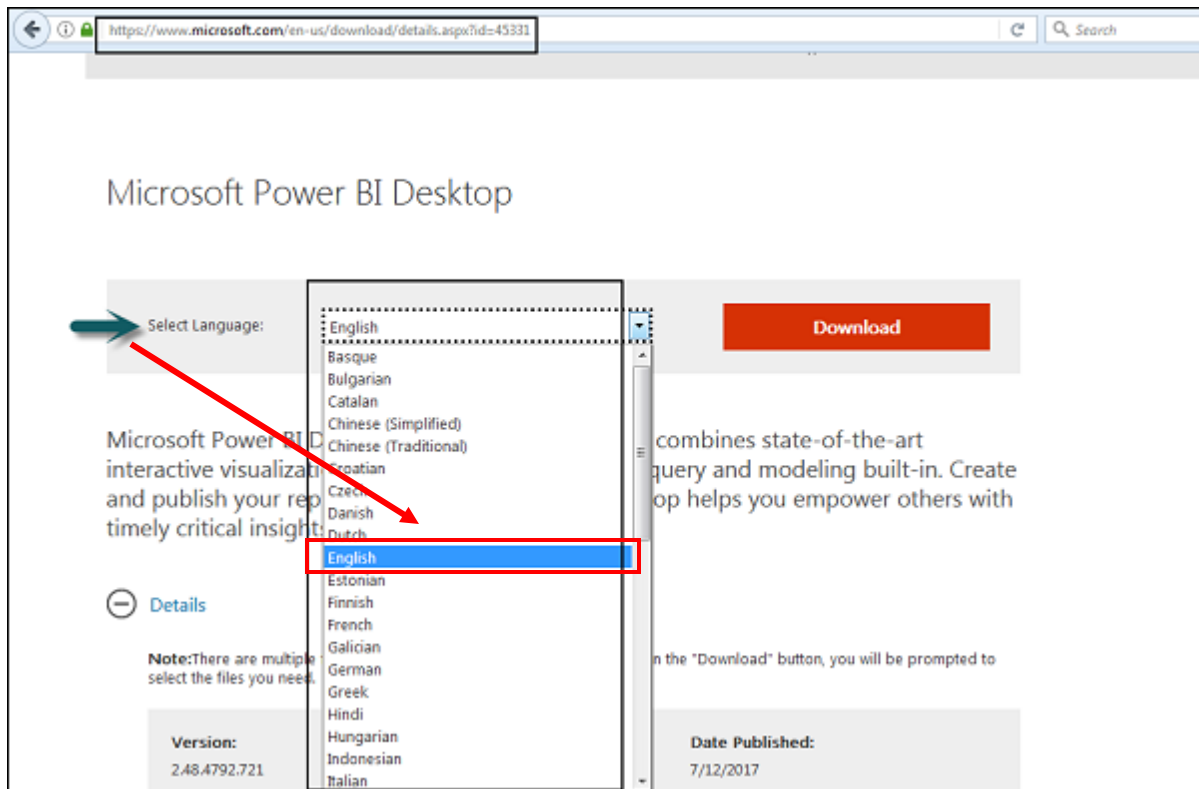 https://www.microsoft.com/en-us/download/details.aspx?id=45331
Search
Microsoft Power BI Desktop
Select Language:
English
Download
Basque
Bulgarian
Catalan
Chinese (Simplified)
Chinese (Traditional)
Croatian
Czech
Danish
Dutch
English
Estonian
Finnish
French
Galician
German
Greek
Hindi
Hungarian
Indonesian
Italian
Microsoft Power BI D combines state-of-the-art
interactive visualizati query and modeling built-in. Create
and publish your rep op helps you empower others with
timely critical insights
Details
Note:There are multiple n the "Download" button, you will be prompted to
select the files you need.
Version:
2.48.4792.721
Date Published:
7/12/2017